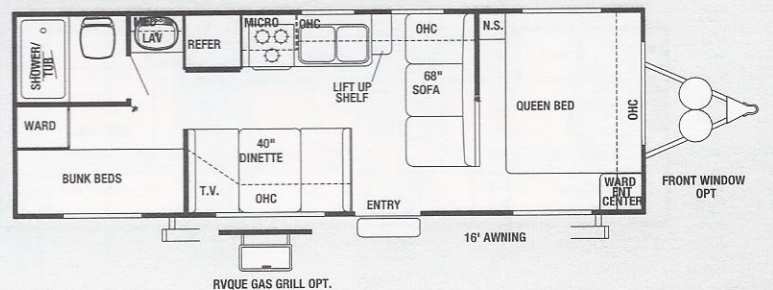 SHOWER/
TUB
MED
LAV
REFER
MICRO
OHC
LIFT UP
SHELF
OHC
68"
SOFA
N.S.
QUEEN BED
OHC
WARD
BUNK BEDS
40"
DINETTE
T.V.
OHC
ENTRY
WARD
ENT
CENTER
FRONT WINDOW
OPT
16' AWNING
RVQUE GAS GRILL OPT.